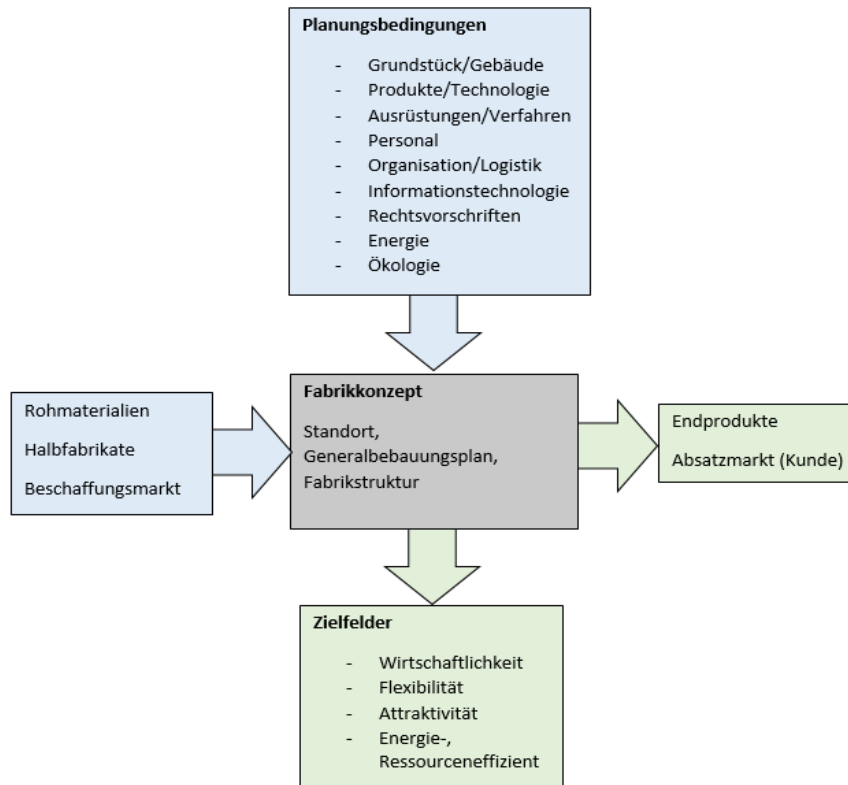 Planungsbedingungen
- Grundstück/Gebäude
- Produkte/Technologie
- Ausrüstungen/Verfahren
- Personal
- Organisation/Logistik
- Informationstechnologie
- Rechtsvorschriften
- Energie
- Ökologie
Rohmaterialien
Halbfabrikate
Beschaffungsmarkt
Fabrikkonzept
Standort,
Generalbebauungsplan,
Fabrikstruktur
Endprodukte
Absatzmarkt (Kunde)
Zielfelder
- Wirtschaftlichkeit
- Flexibilität
- Attraktivität
- Energie-,
Ressourceneffizient